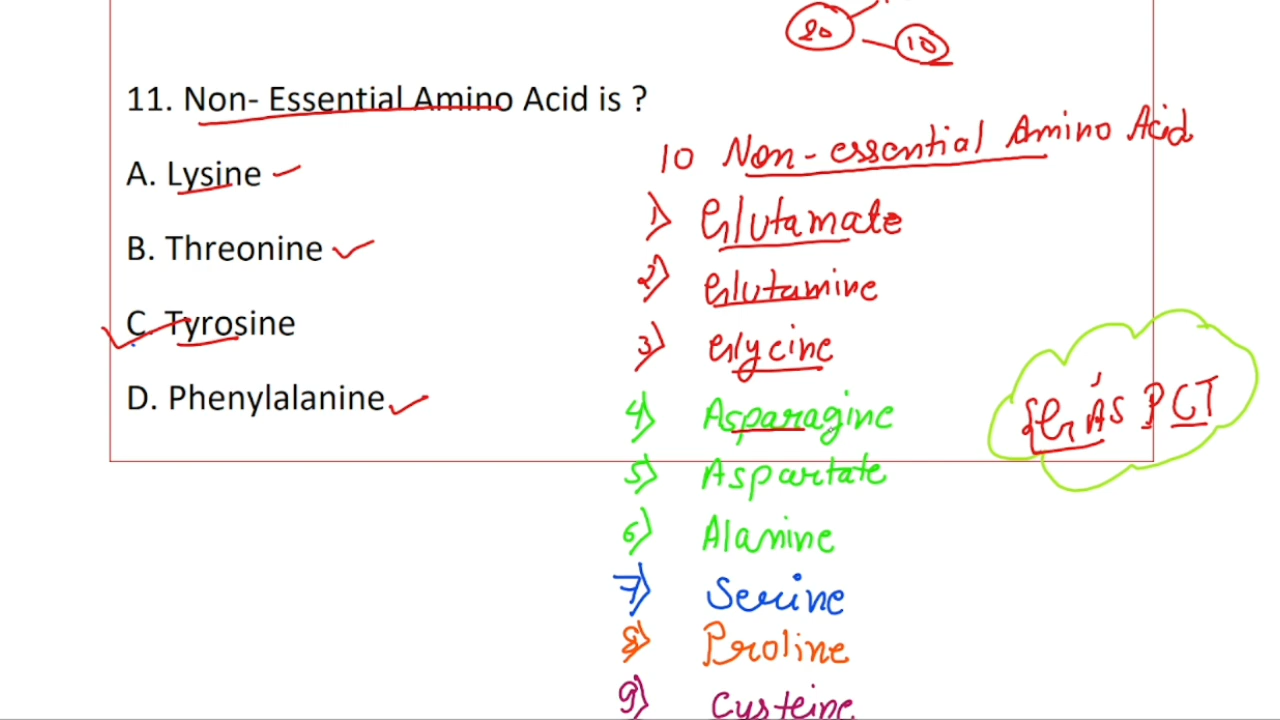 20
10
11. Non- Essential Amino Acid is ?
10 Non-essential Amino Acid
A. Lysine
1) Glutamate
B. Threonine
2) Glutamine
C. Tyrosine
3) Glycine
D. Phenylalanine
4) Asparagine
G AS PCT
5) Aspartate
6) Alanine
7) Serine
8) Proline
9) Cysteine